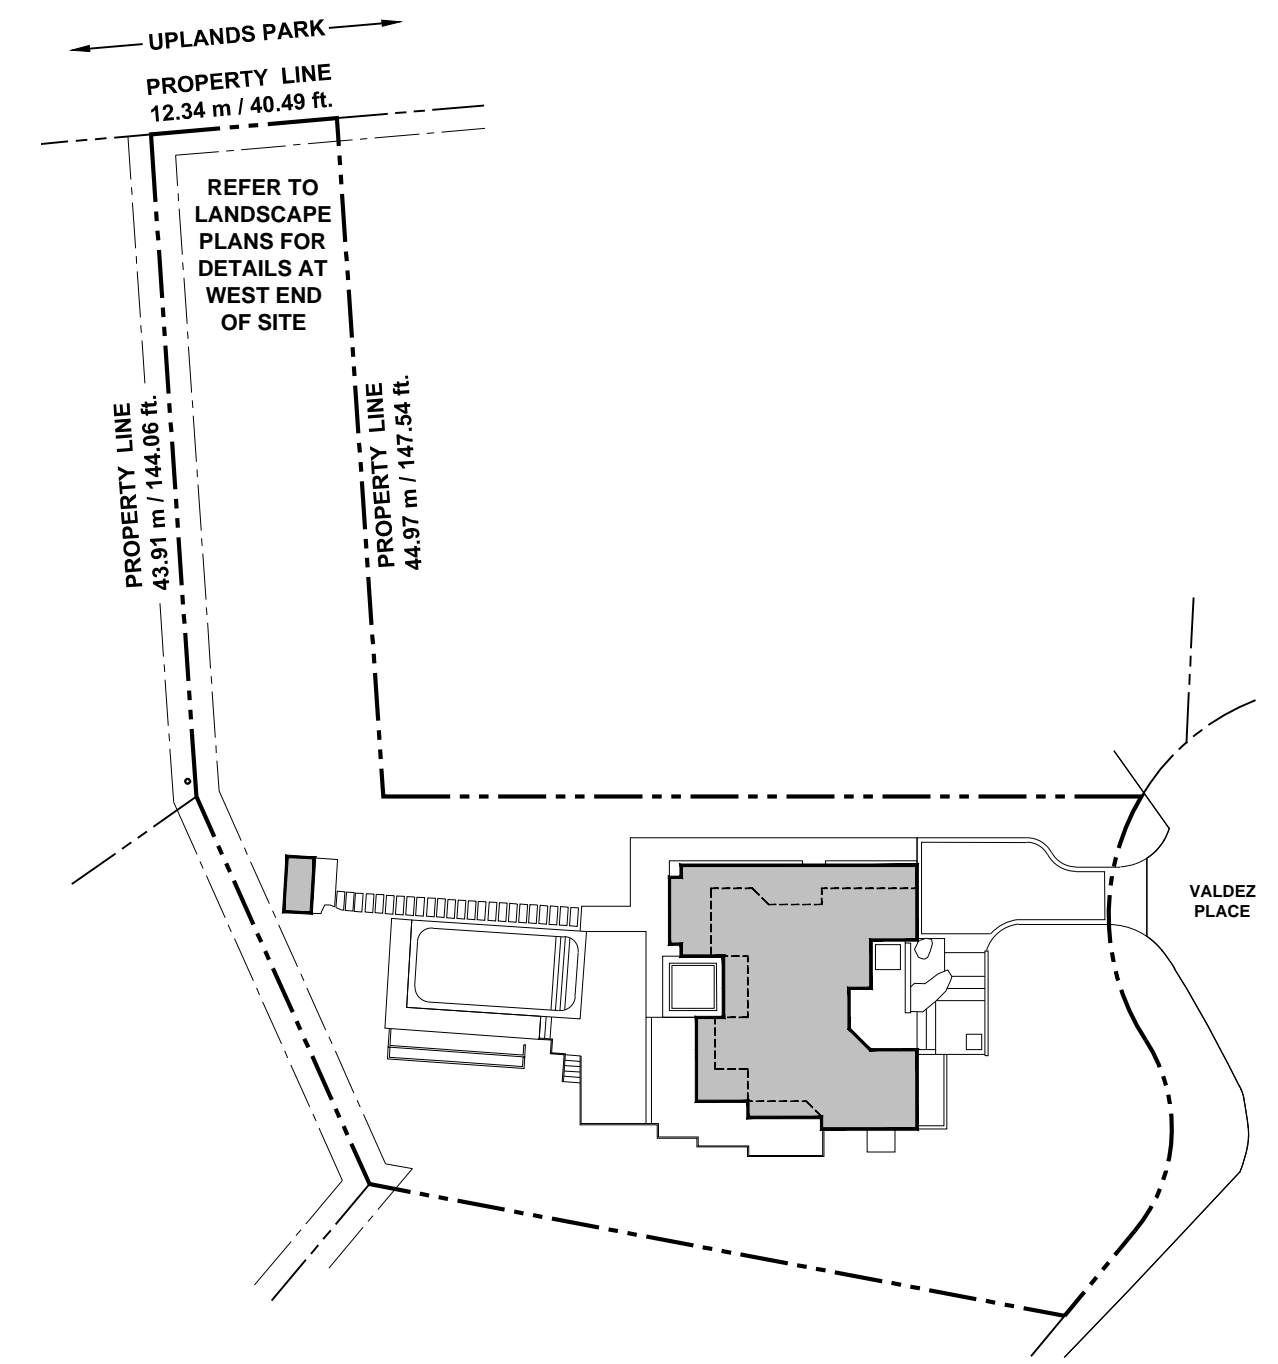 UPLANDS PARK
PROPERTY LINE
12.34 m / 40.49 ft.
REFER TO
LANDSCAPE
PLANS FOR
DETAILS AT
WEST END
OF SITE
PROPERTY LINE
43.91 m / 144.06 ft.
PROPERTY LINE
44.97 m / 147.54 ft.
VALDEZ
PLACE